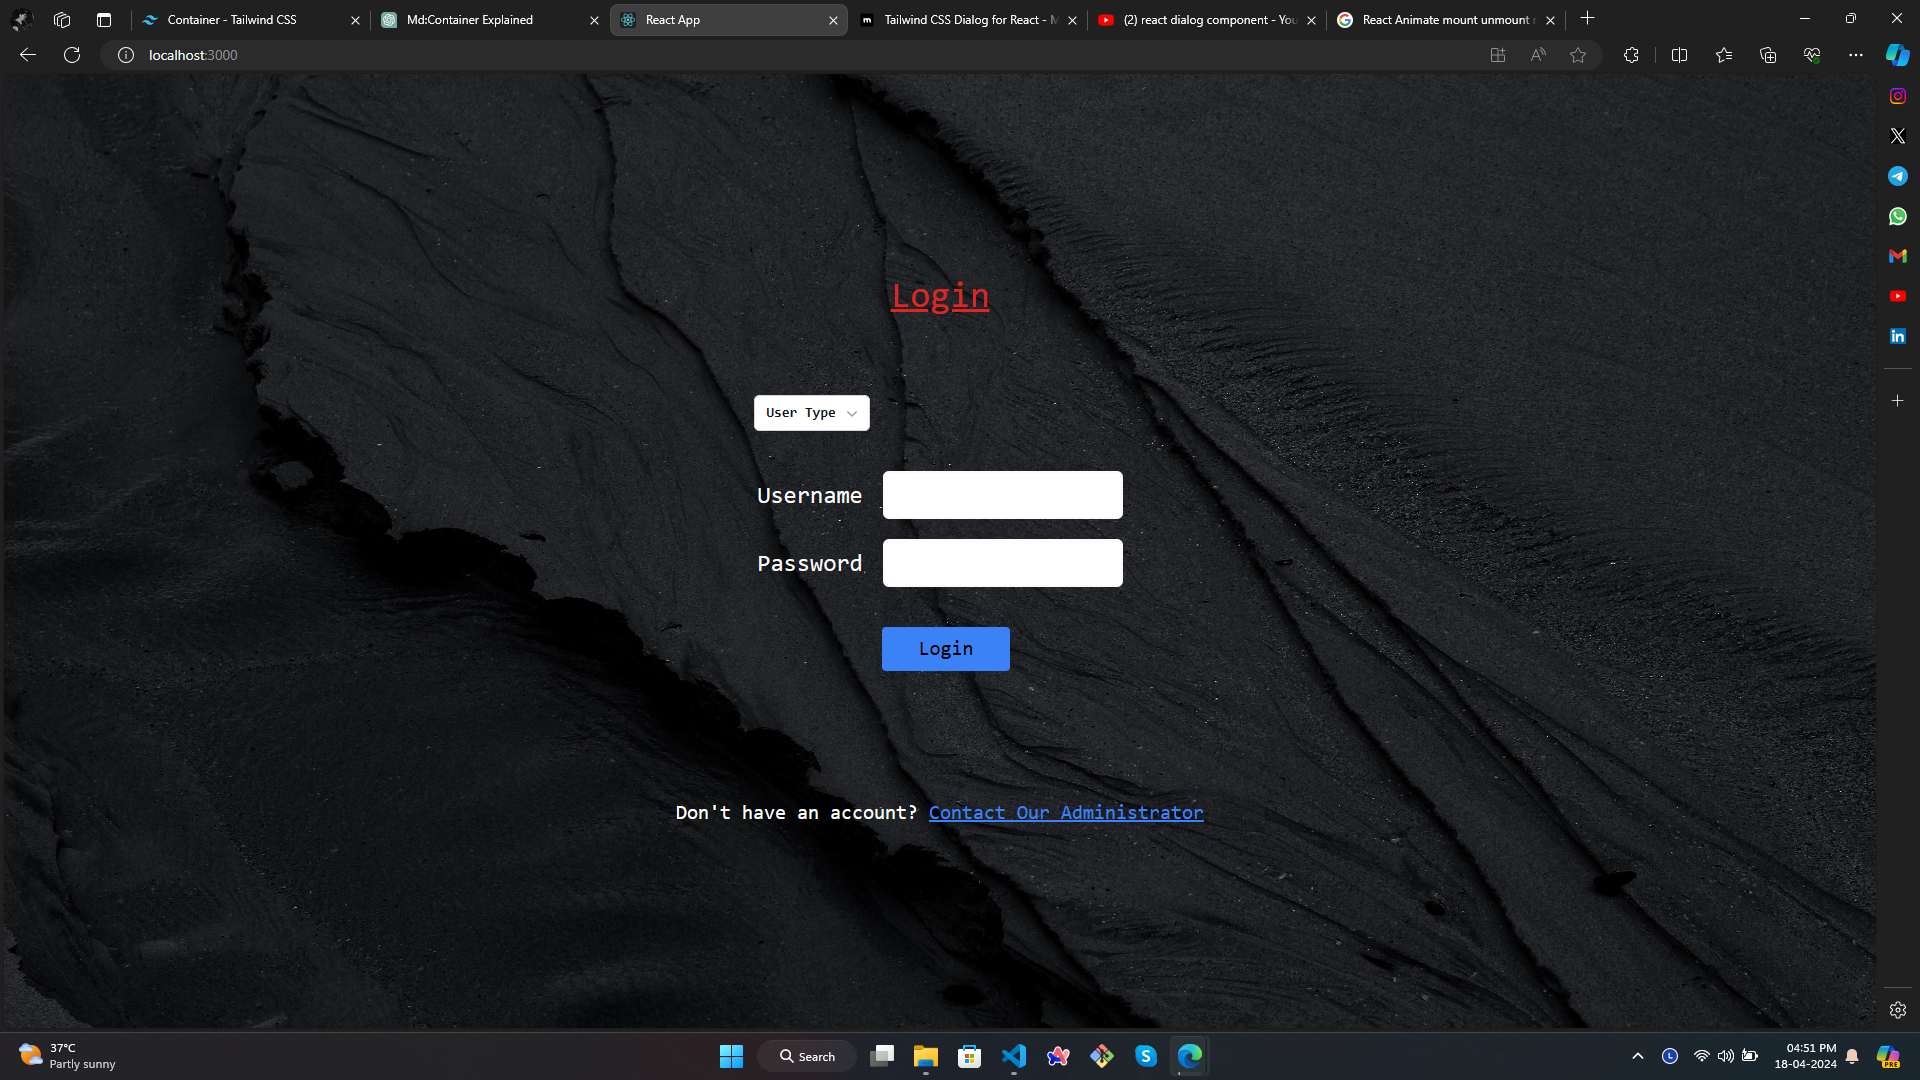 Container - Tailwind CSS
Md:Container Explained
React App
Tailwind CSS Dialog for React - M
(2) react dialog component - You
React Animate mount unmount
localhost:3000
Login
User Type
Username
Password
Login
Don't have an account? Contact Our Administrator
37°C
Partly sunny
Search
04:51 PM
18-04-2024
PRE